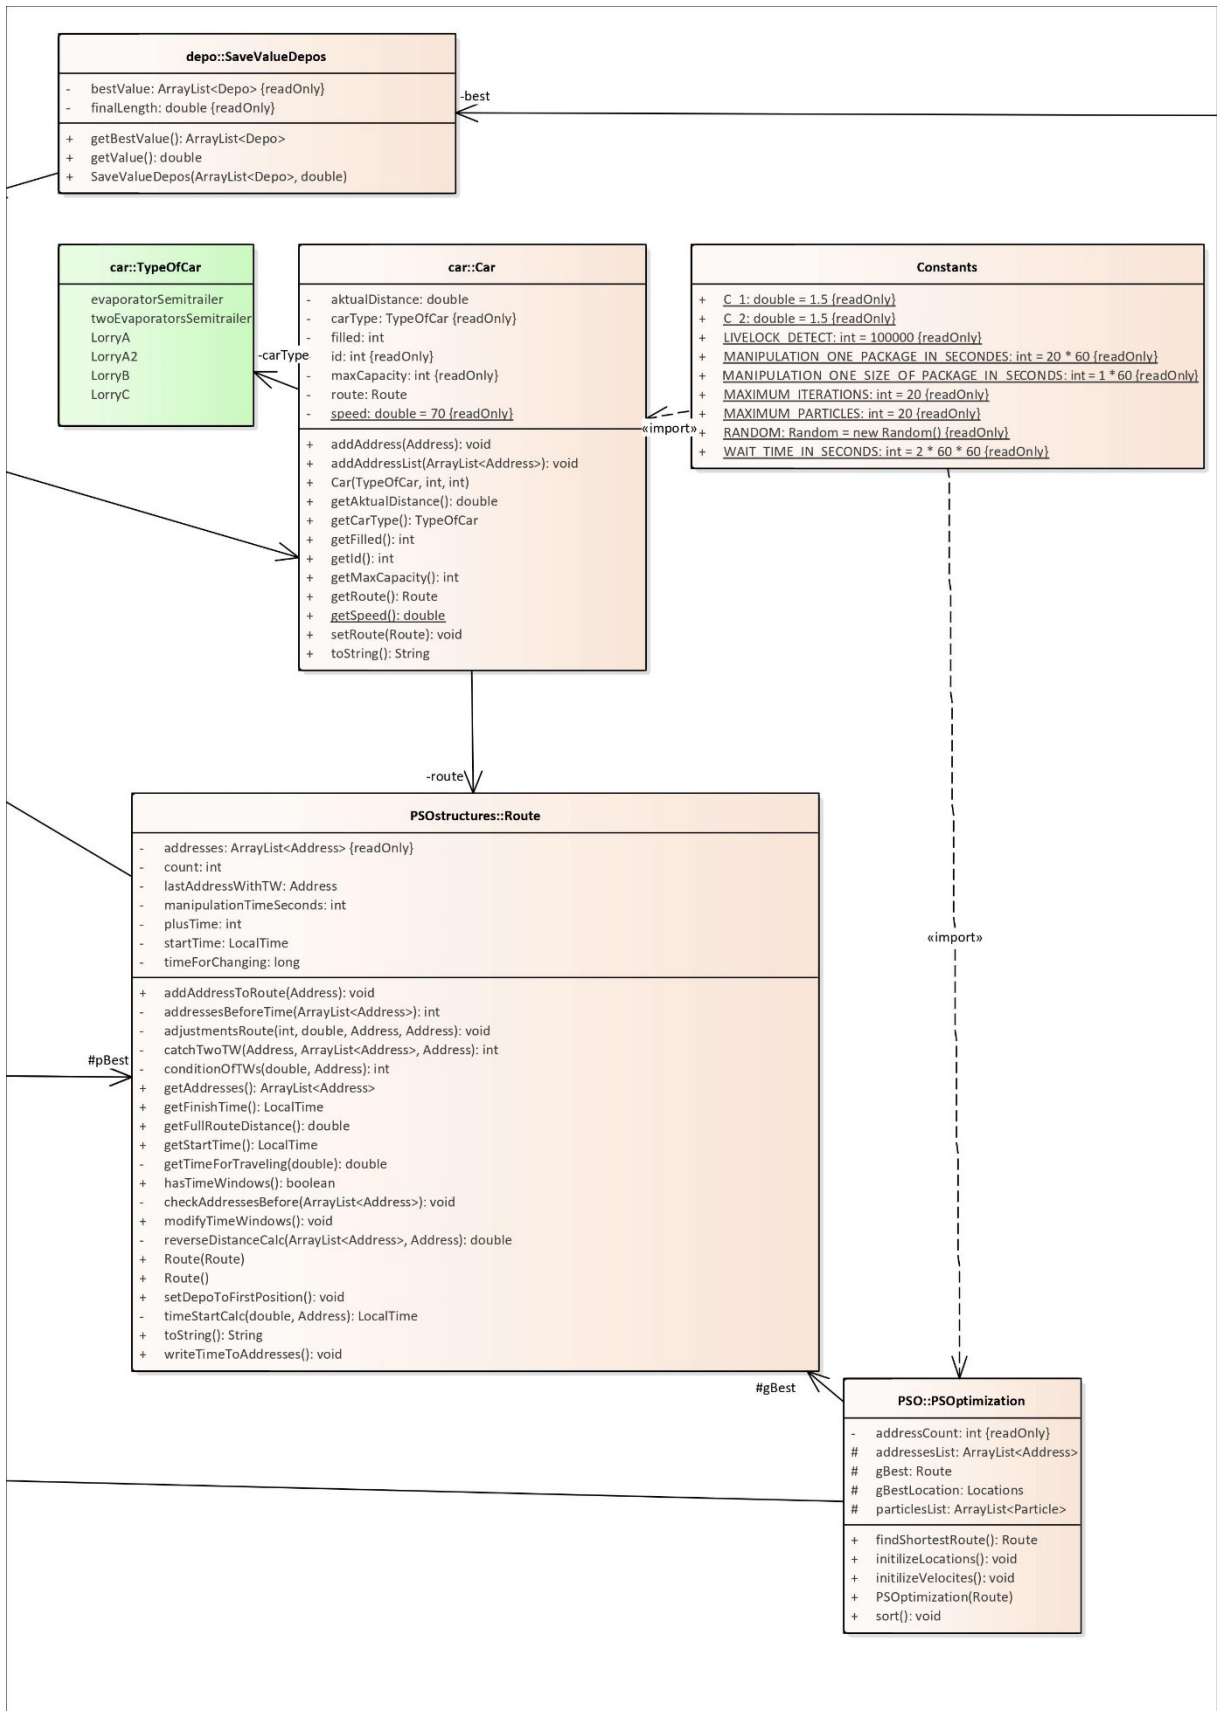 depo::SaveValueDepos
- bestValue: ArrayList<Depo> {readOnly}
- finalLength: double {readOnly}
+ getBestValue(): ArrayList<Depo>
+ getValue(): double
+ SaveValueDepos(ArrayList<Depo>, double)
-best
car::TypeOfCar
evaporatorSemitrailer
twoEvaporatorsSemitrailer
LorryA
LorryA2
LorryB
LorryC
-carType
car::Car
- aktualDistance: double
- carType: TypeOfCar {readOnly}
- filled: int
- id: int {readOnly}
- maxCapacity: int {readOnly}
- route: Route
- speed: double = 70 {readOnly}
+ addAddress(Address): void
+ addAddressList(ArrayList<Address>): void
+ Car(TypeOfCar, int, int)
+ getAktualDistance(): double
+ getCarType(): TypeOfCar
+ getFilled(): int
+ getId(): int
+ getMaxCapacity(): int
+ getRoute(): Route
+ getSpeed(): double
+ setRoute(Route): void
+ toString(): String
«import»
Constants
+ C_1: double = 1.5 {readOnly}
+ C_2: double = 1.5 {readOnly}
+ LIVELOCK_DETECT: int = 100000 {readOnly}
+ MANIPULATION_ONE_PACKAGE_IN_SECONDES: int = 20 * 60 {readOnly}
+ MANIPULATION_ONE_SIZE_OF_PACKAGE_IN_SECONDS: int = 1 *60 {readOnly}
+ MAXIMUM_ITERATIONS: int = 20 {readOnly}
+ MAXIMUM_PARTICLES: int = 20 {readOnly}
+ RANDOM: Random = new Random() {readOnly}
+ WAIT_TIME_IN_SECONDS: int = 2 * 60 * 60 {readOnly}
-route
PSOstructures::Route
- addresses: ArrayList<Address> {readOnly}
- count: int
- lastAddressWithTW: Address
- manipulationTimeSeconds: int
- plusTime: int
- startTime: LocalTime
- timeForChanging: long
+ addAddressToRoute(Address): void
- addressesBeforeTime(ArrayList<Address>): int
- adjustmentsRoute(int, double, Address, Address): void
- catchTwoTW(Address, ArrayList<Address>, Address): int
- conditionOfTWs(double, Address): int
+ getAddresses(): ArrayList<Address>
+ getFinishTime(): LocalTime
+ getFullRouteDistance(): double
+ getStartTime(): LocalTime
- getTimeForTraveling(double): double
+ hasTimeWindows(): boolean
- checkAddressesBefore(ArrayList<Address>): void
+ modifyTimeWindows(): void
- reverseDistanceCalc(ArrayList<Address>, Address): double
+ Route(Route)
+ Route()
+ setDepoToFirstPosition(): void
- timeStartCalc(double, Address): LocalTime
+ toString(): String
+ writeTimeToAddresses(): void
#pBest
«import»
#gBest
PSO::PSOptimization
- addressCount: int {readOnly}
# addressesList: ArrayList<Address>
# gBest: Route
# gBestLocation: Locations
# particlesList: ArrayList<Particle>
+ findShortestRoute(): Route
+ initilizeLocations(): void
+ initilizeVelocites(): void
+ PSOptimization(Route)
+ sort(): void